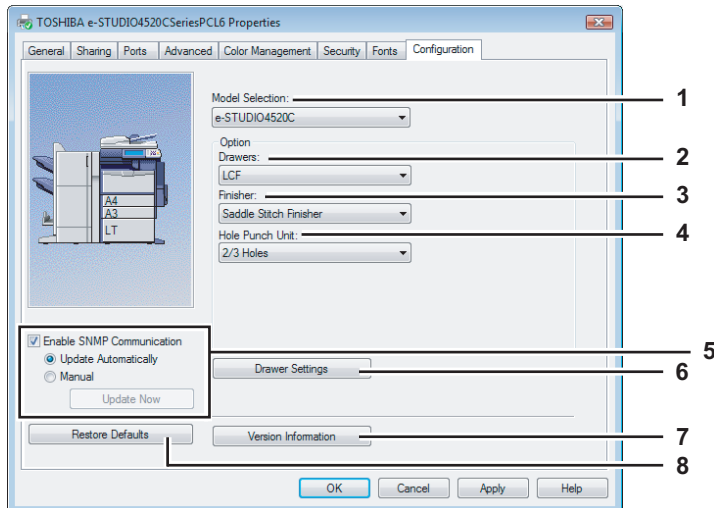 TOSHIBA e-STUDIO4520CSeriesPCL6 Properties
General Sharing Ports Advanced Color Management Security Fonts Configuration
Model Selection: 1
e-STUDIO4520C
Option
Drawers: 2
LCF
Finisher: 3
Saddle Stitch Finisher
Hole Punch Unit: 4
2/3 Holes
A4
A3
LT
Enable SNMP Communication
Update Automatically 5
Manual
Update Now
Drawer Settings 6
Restore Defaults
Version Information 7
8
OK Cancel Apply Help